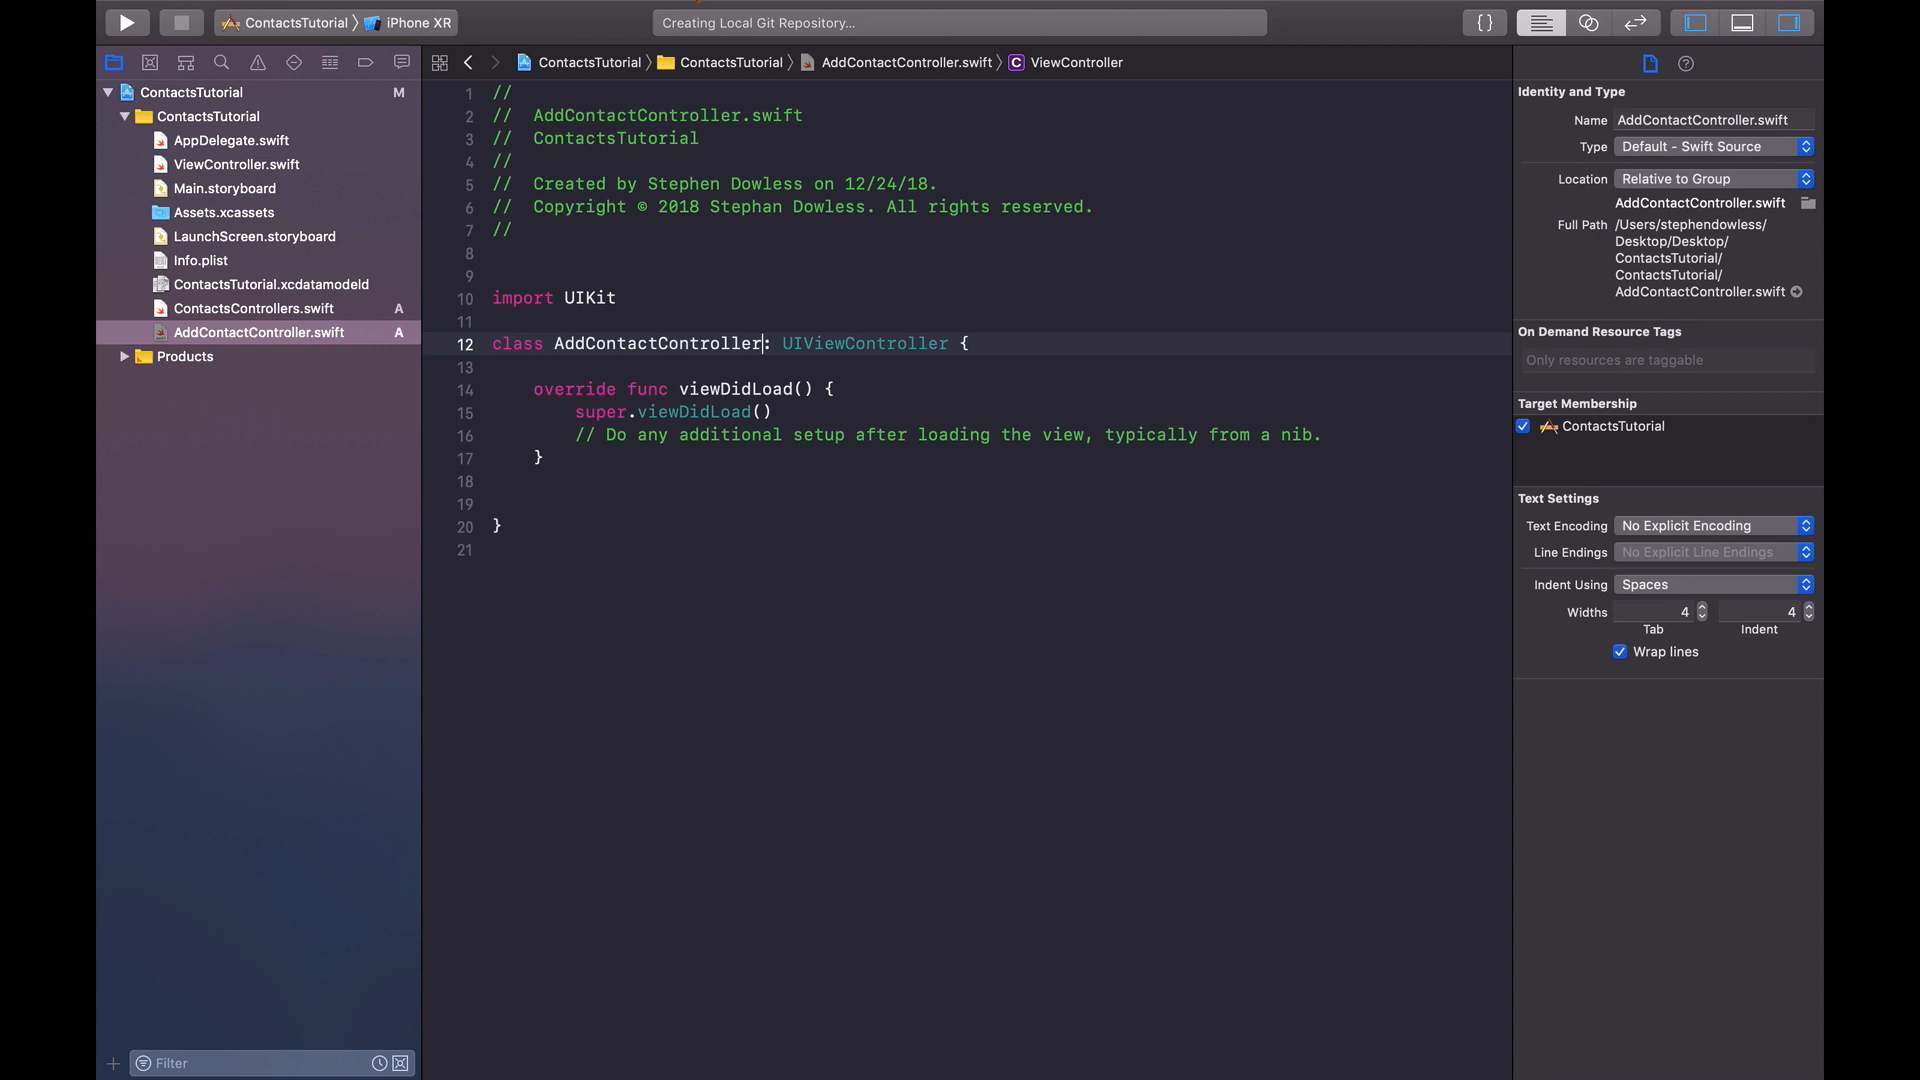 ContactsTutorial
iPhone XR
Creating Local Git Repository...
{}
ContactsTutorial M
ContactsTutorial
AppDelegate.swift
ViewController.swift
Main.storyboard
Assets.xcassets
LaunchScreen.storyboard
Info.plist
ContactsTutorial.xcdatamodeld
ContactsControllers.swift A
AddContactController.swift A
Products
Filter
ContactsTutorial ContactsTutorial AddContactController.swift C ViewController
1 //
2 // AddContactController.swift
3 // ContactsTutorial
4 //
5 // Created by Stephen Dowless on 12/24/18.
6 // Copyright © 2018 Stephan Dowless. All rights reserved.
7 //
8
9
10 import UIKit
11
12 class AddContactController: UIViewController {
13
14 override func viewDidLoad() {
15 super.viewDidLoad()
16 // Do any additional setup after loading the view, typically from a nib.
17 }
18
19
20 }
21
Identity and Type
Name AddContactController.swift
Type Default - Swift Source
Location Relative to Group
AddContactController.swift
Full Path /Users/stephendowless/
Desktop/Desktop/
ContactsTutorial/
ContactsTutorial/
AddContactController.swift
On Demand Resource Tags
Only resources are taggable
Target Membership
ContactsTutorial
Text Settings
Text Encoding No Explicit Encoding
Line Endings No Explicit Line Endings
Indent Using Spaces
Widths 4 4
Tab Indent
Wrap lines